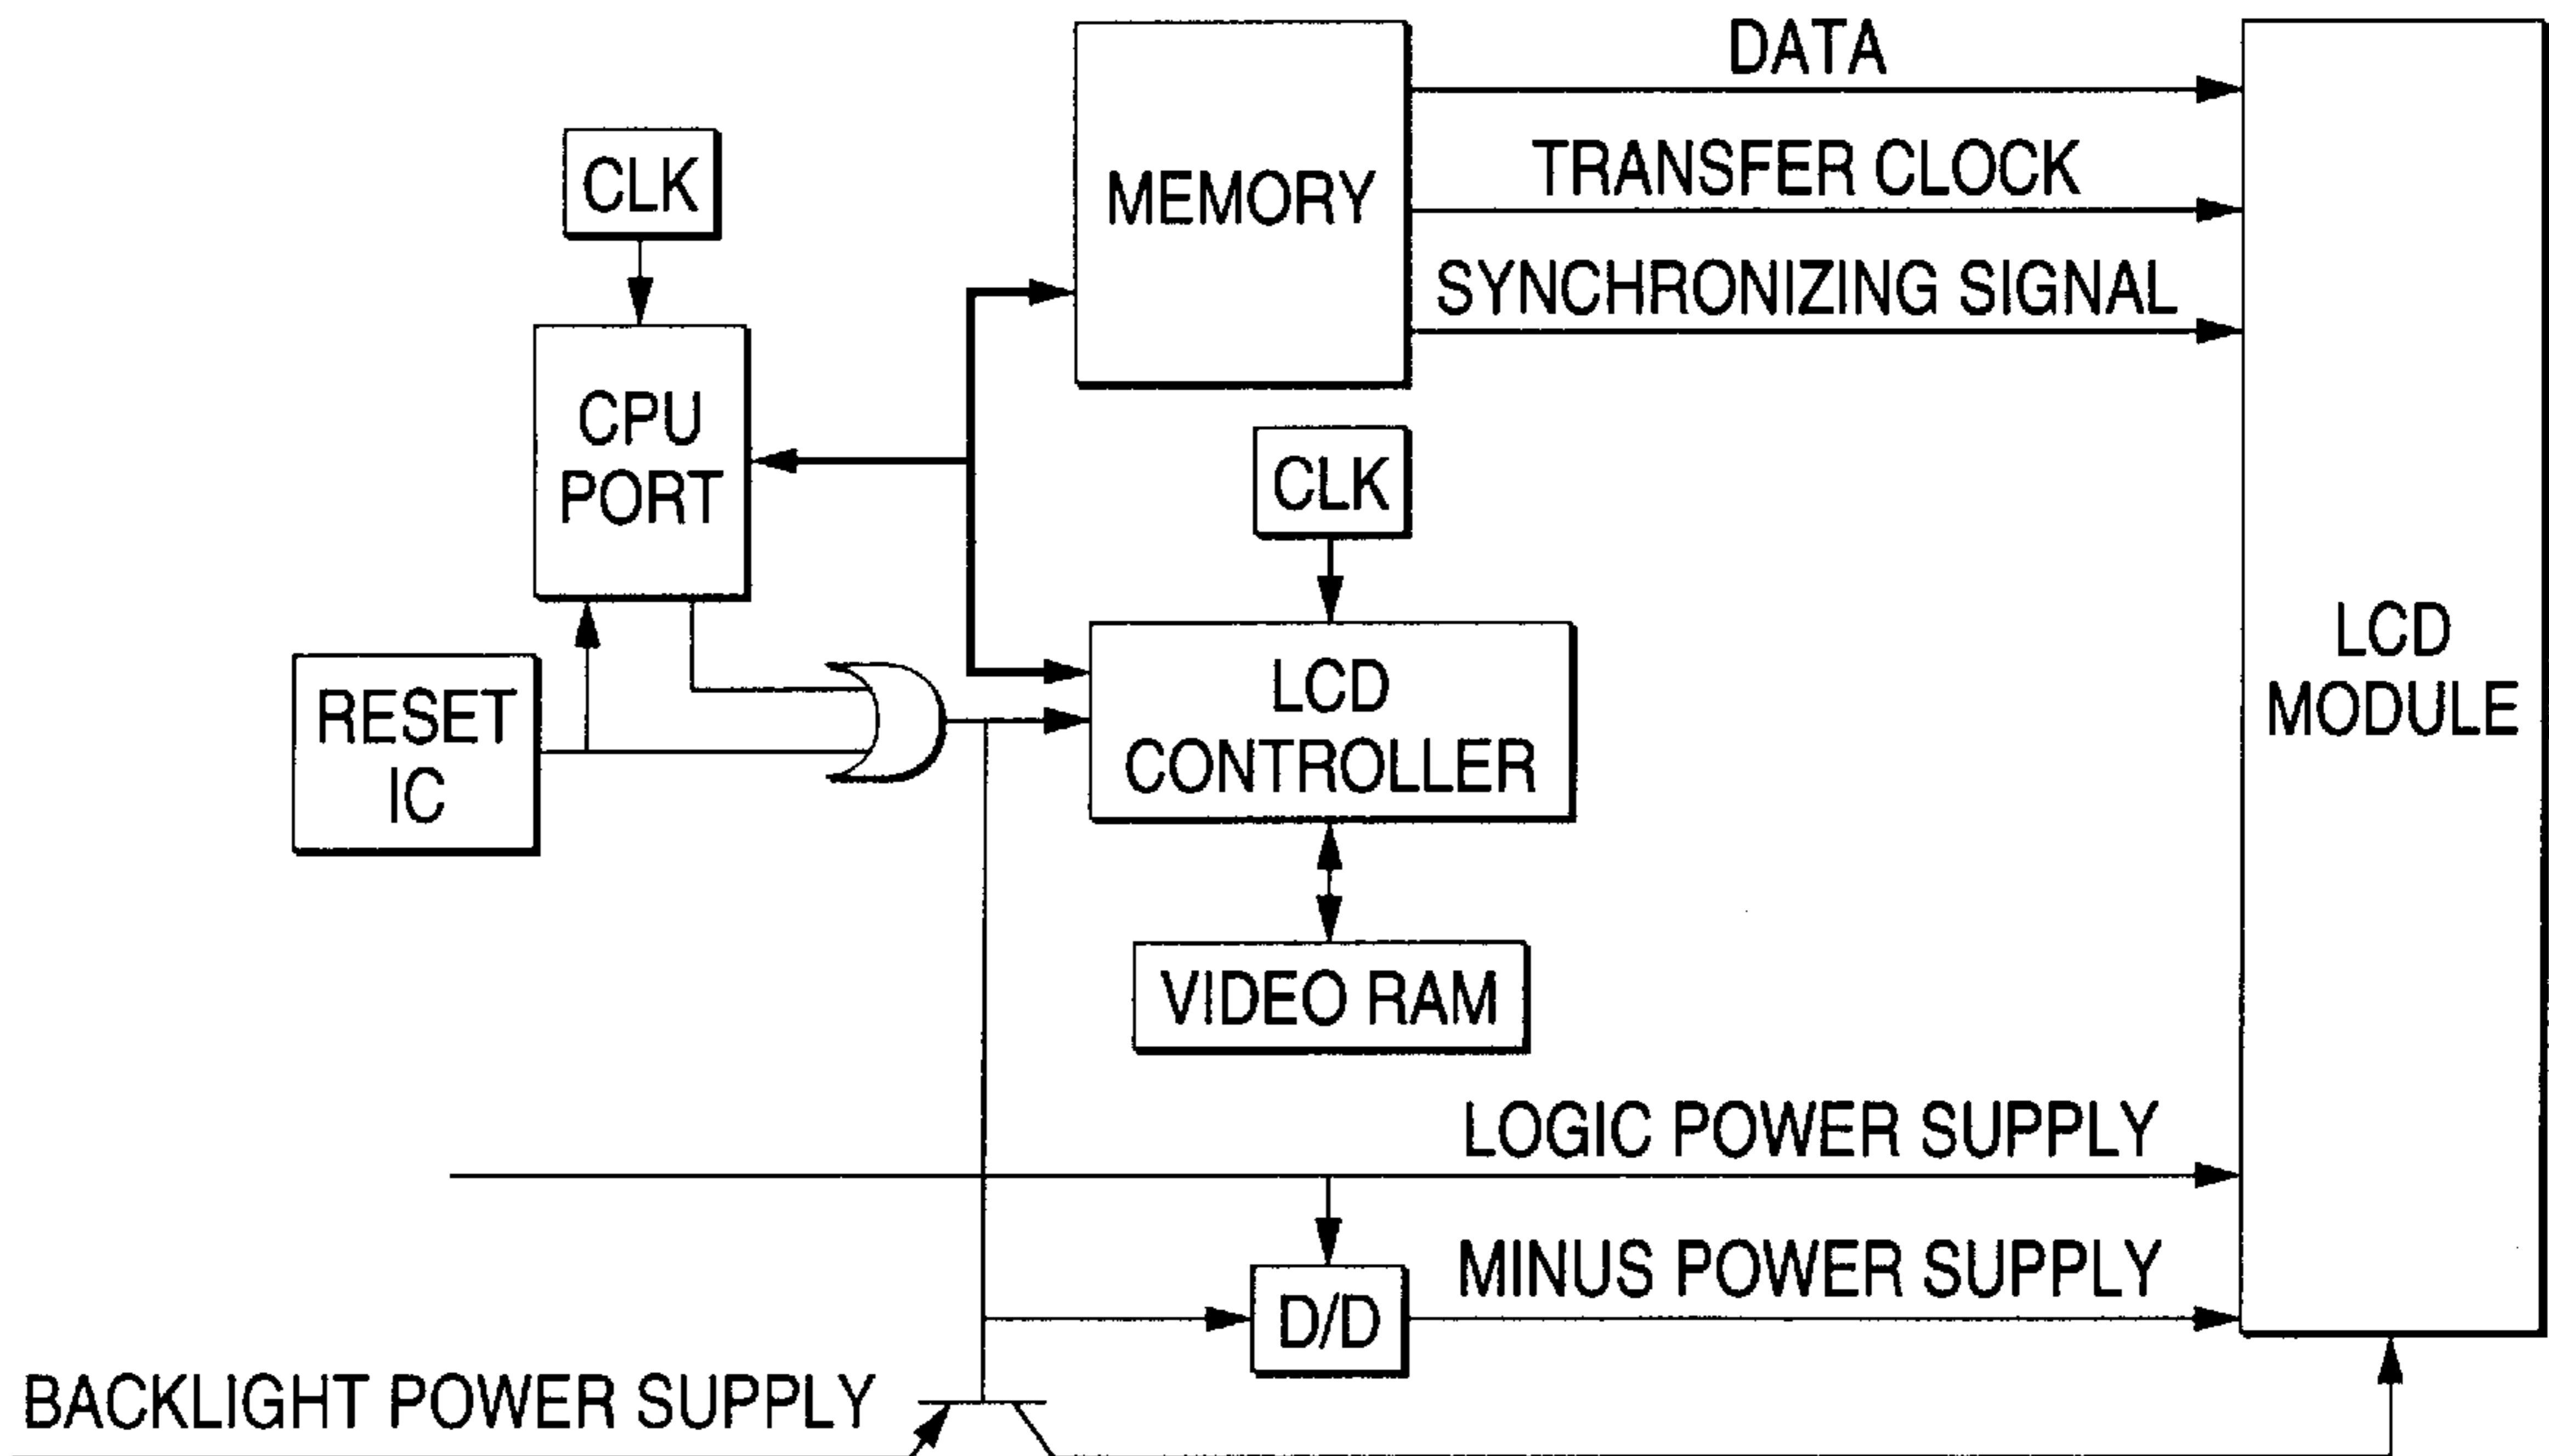 DATA
TRANSFER CLOCK
SYNCHRONIZING SIGNAL
MEMORY
CLK
CPU
PORT
CLK
RESET
IC
LCD
CONTROLLER
LCD
MODULE
VIDEO RAM
LOGIC POWER SUPPLY
MINUS POWER SUPPLY
D/D
BACKLIGHT POWER SUPPLY